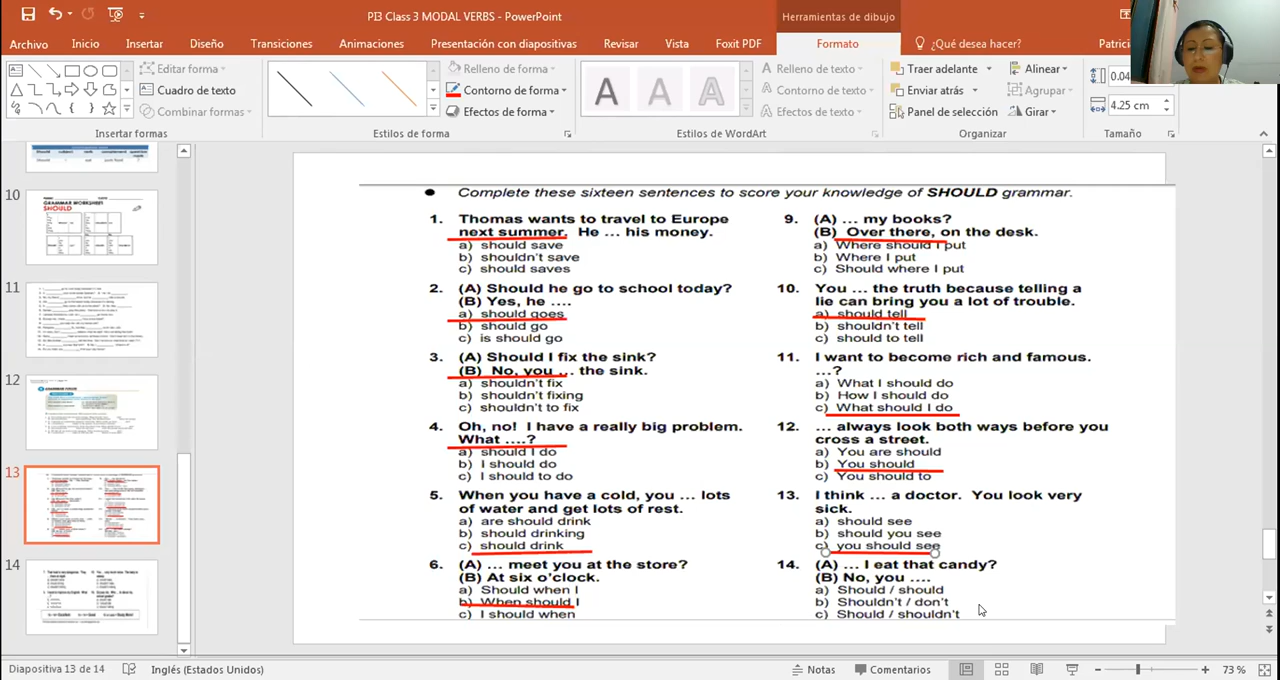 PI3 Class 3 MODAL VERBS - PowerPoint
Herramientas de dibujo
Archivo
Inicio
Insertar
Diseño
Transiciones
Animaciones
Presentación con diapositivas
Revisar
Vista
Foxit PDF
Formato
¿Qué desea hacer?
Editar forma
Cuadro de texto
Combinar formas
Insertar formas
Relleno de forma
Contorno de forma
Efectos de forma
Estilos de forma
A A A
Relleno de texto
Contorno de texto
Efectos de texto
Estilos de WordArt
Traer adelante
Enviar atrás
Panel de selección
Alinear
Agrupar
Girar
Organizar
4.25 cm
Tamaño
10
GRAMMAR WORKSHEET
SHOULD
11
12
13
14
Complete these sixteen sentences to score your knowledge of SHOULD grammar.
1. Thomas wants to travel to Europe
next summer. He ... his money.
a) should save
b) shouldn't save
c) should saves
2. (A) Should he go to school today?
(B) Yes, he ....
a) should goes
b) should go
c) is should go
3. (A) Should I fix the sink?
(B) No, you ... the sink.
a) shouldn't fix
b) shouldn't fixing
c) shouldn't to fix
4. Oh, no! I have a really big problem.
What ....?
a) should I do
b) I should do
c) I should to do
5. When you have a cold, you ... lots
of water and get lots of rest.
a) are should drink
b) should drinking
c) should drink
6. (A) ... meet you at the store?
(B) At six o'clock.
a) Should when I
b) When should I
c) I should when
9. (A) ... my books?
(B) Over there, on the desk.
a) Where should I put
b) Where I put
c) Should where I put
10. You ... the truth because telling a
lie can bring you a lot of trouble.
a) should tell
b) shouldn't tell
c) should to tell
11. I want to become rich and famous.
...?
a) What I should do
b) How I should do
c) What should I do
12. ... always look both ways before you
cross a street.
a) You are should
b) You should
c) You should to
13. I think ... a doctor. You look very
sick.
a) should see
b) should you see
c) you should see
14. (A) ... I eat that candy?
(B) No, you ....
a) Should / should
b) Shouldn't / don't
c) Should / shouldn't
Diapositiva 13 de 14
Inglés (Estados Unidos)
Notas
Comentarios
73 %